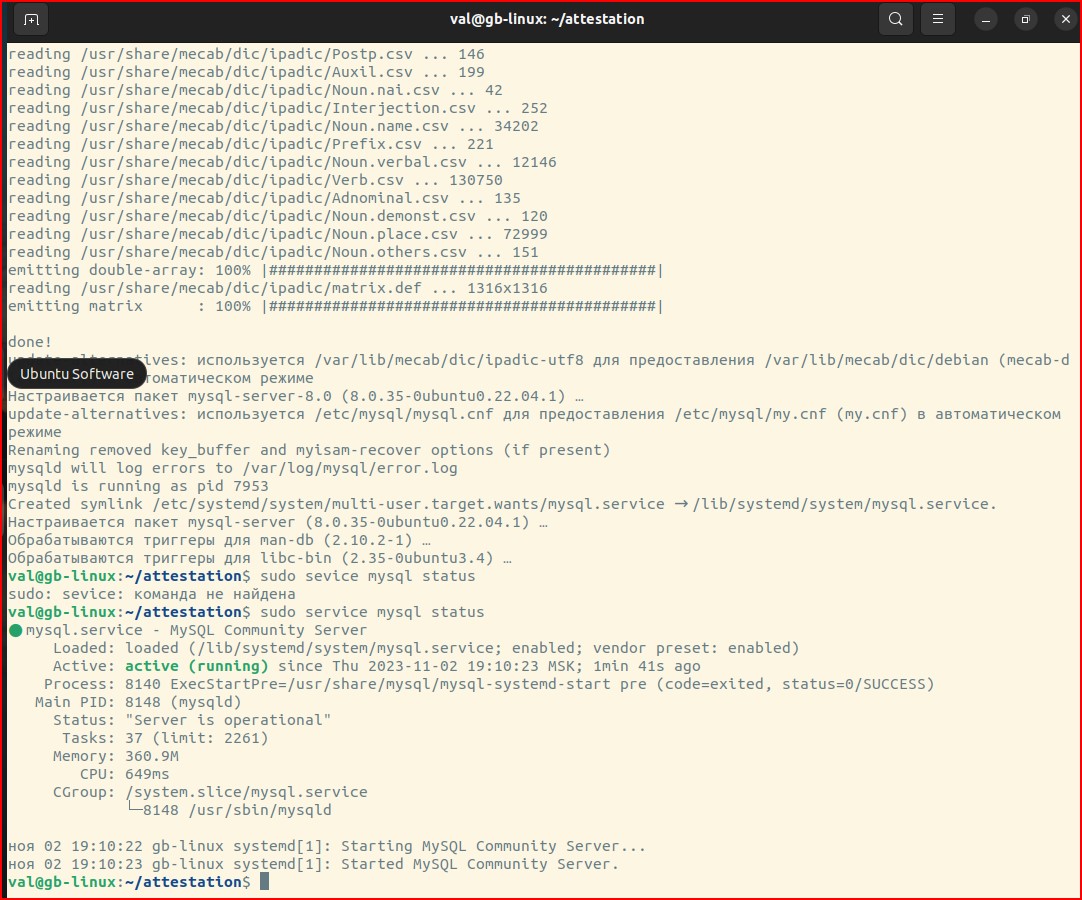 val@gb-linux: ~/attestation
reading /usr/share/mecab/dic/ipadic/Postp.csv ... 146
reading /usr/share/mecab/dic/ipadic/Auxil.csv ... 199
reading /usr/share/mecab/dic/ipadic/Noun.nai.csv ... 42
reading /usr/share/mecab/dic/ipadic/Interjection.csv ... 252
reading /usr/share/mecab/dic/ipadic/Noun.name.csv ... 34202
reading /usr/share/mecab/dic/ipadic/Prefix.csv ... 221
reading /usr/share/mecab/dic/ipadic/Noun.verbal.csv ... 12146
reading /usr/share/mecab/dic/ipadic/Verb.csv ... 130750
reading /usr/share/mecab/dic/ipadic/Adnominal.csv ... 135
reading /usr/share/mecab/dic/ipadic/Noun.demonst.csv ... 120
reading /usr/share/mecab/dic/ipadic/Noun.place.csv ... 72999
reading /usr/share/mecab/dic/ipadic/Noun.others.csv ... 151
emitting double-array: 100% |###########################################|
reading /usr/share/mecab/dic/ipadic/matrix.def ... 1316x1316
emitting matrix      : 100% |###########################################|
done!
update-alternatives: используется /var/lib/mecab/dic/ipadic-utf8 для предоставления /var/lib/mecab/dic/debian (mecab-d
Ubuntu Software
томатическом режиме
Настраивается пакет mysql-server-8.0 (8.0.35-0ubuntu0.22.04.1) …
update-alternatives: используется /etc/mysql/mysql.cnf для предоставления /etc/mysql/my.cnf (my.cnf) в автоматическом
режиме
Renaming removed key_buffer and myisam-recover options (if present)
mysqld will log errors to /var/log/mysql/error.log
mysqld is running as pid 7953
Created symlink /etc/systemd/system/multi-user.target.wants/mysql.service → /lib/systemd/system/mysql.service.
Настраивается пакет mysql-server (8.0.35-0ubuntu0.22.04.1) …
Обрабатываются триггеры для man-db (2.10.2-1) …
Обрабатываются триггеры для libc-bin (2.35-0ubuntu3.4) …
val@gb-linux:~/attestation$ sudo sevice mysql status
sudo: sevice: команда не найдена
val@gb-linux:~/attestation$ sudo service mysql status
● mysql.service - MySQL Community Server
     Loaded: loaded (/lib/systemd/system/mysql.service; enabled; vendor preset: enabled)
     Active: active (running) since Thu 2023-11-02 19:10:23 MSK; 1min 41s ago
    Process: 8140 ExecStartPre=/usr/share/mysql/mysql-systemd-start pre (code=exited, status=0/SUCCESS)
   Main PID: 8148 (mysqld)
     Status: "Server is operational"
      Tasks: 37 (limit: 2261)
     Memory: 360.9M
        CPU: 649ms
     CGroup: /system.slice/mysql.service
             └─8148 /usr/sbin/mysqld
ноя 02 19:10:22 gb-linux systemd[1]: Starting MySQL Community Server...
ноя 02 19:10:23 gb-linux systemd[1]: Started MySQL Community Server.
val@gb-linux:~/attestation$